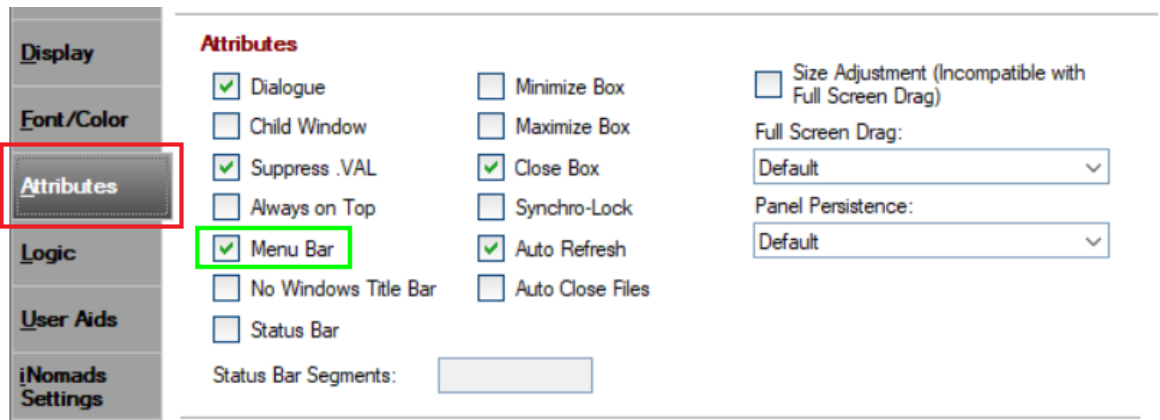 Display
Font/Color
Attributes
Logic
User Aids
iNomads
Settings
Attributes
Dialogue
Child Window
Suppress .VAL
Always on Top
Menu Bar
No Windows Title Bar
Status Bar
Status Bar Segments:
Minimize Box
Maximize Box
Close Box
Synchro-Lock
Auto Refresh
Auto Close Files
Size Adjustment (Incompatible with
Full Screen Drag)
Full Screen Drag:
Default
Panel Persistence:
Default